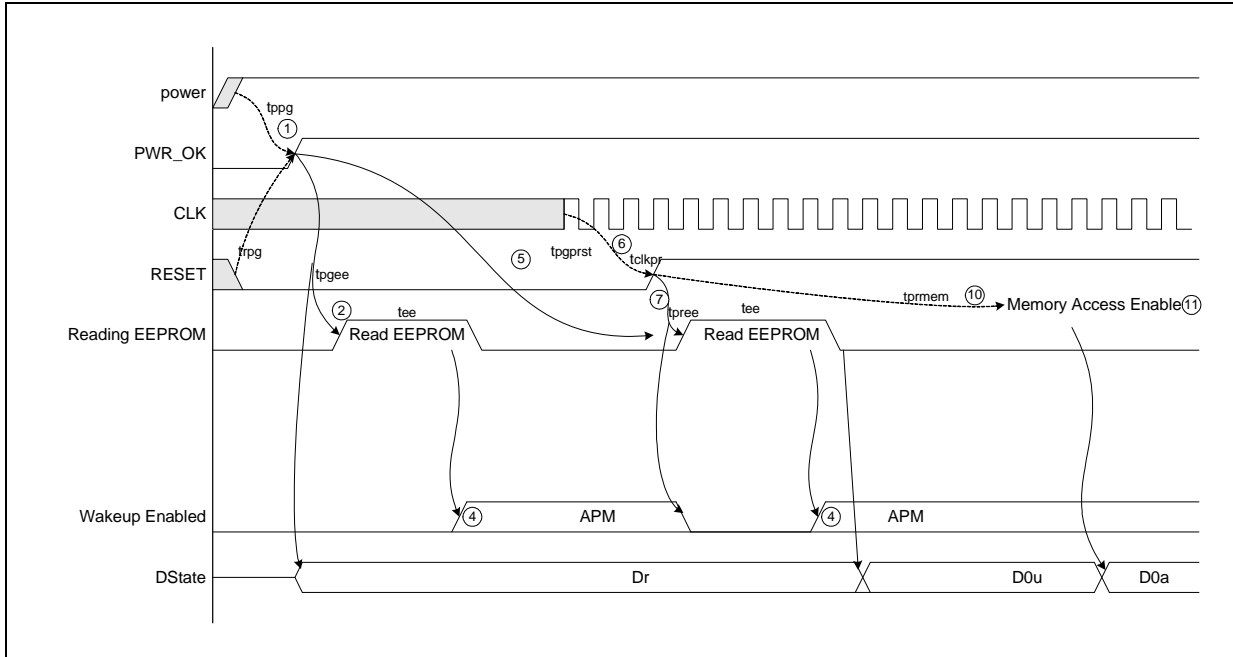 power
tppg
①
PWR_OK
CLK
trpg
tpgprst
⑥
tclkpr
⑤
RESET
tpgee
⑦
tprmem
⑩
Memory Access Enable ⑪
②
tee
tpree
tee
Reading EEPROM
Read EEPROM
Read EEPROM
Wakeup Enabled
④
APM
④
APM
DState
Dr
D0u
D0a